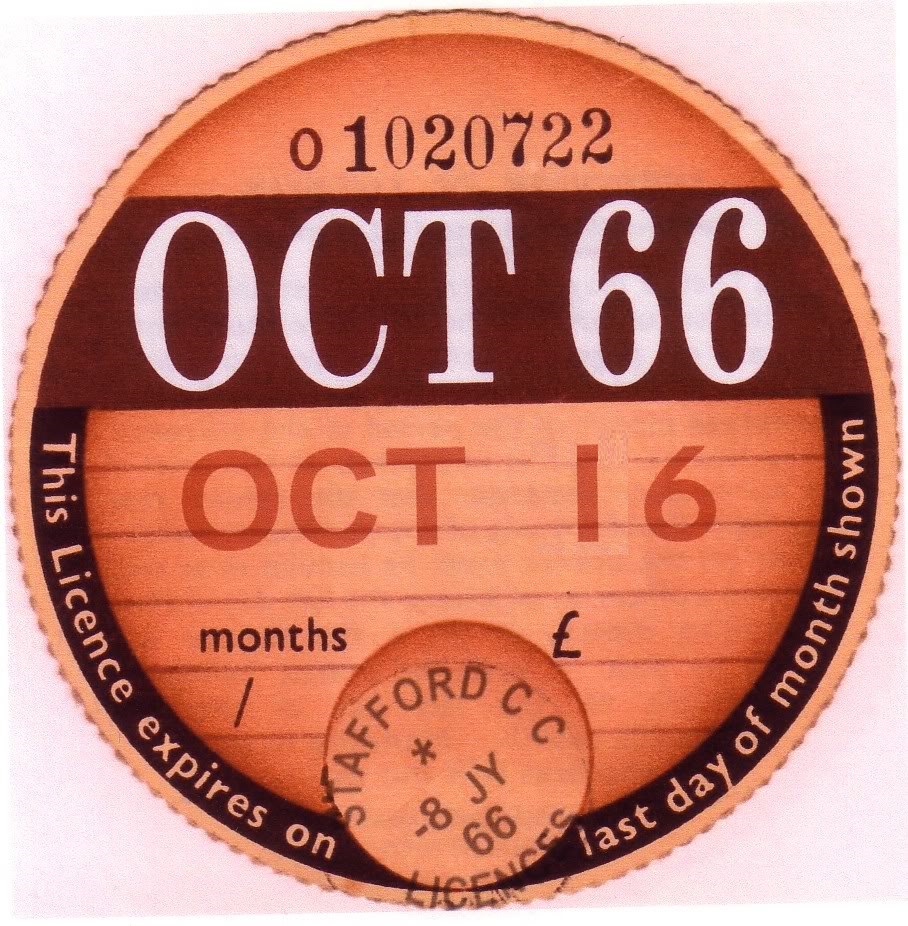 O 1020722
OCT 66
OCT 16
months
£
/
This Licence expires on last day of month shown
STAFFORD C C
*
-8 JY
66
LICENCES